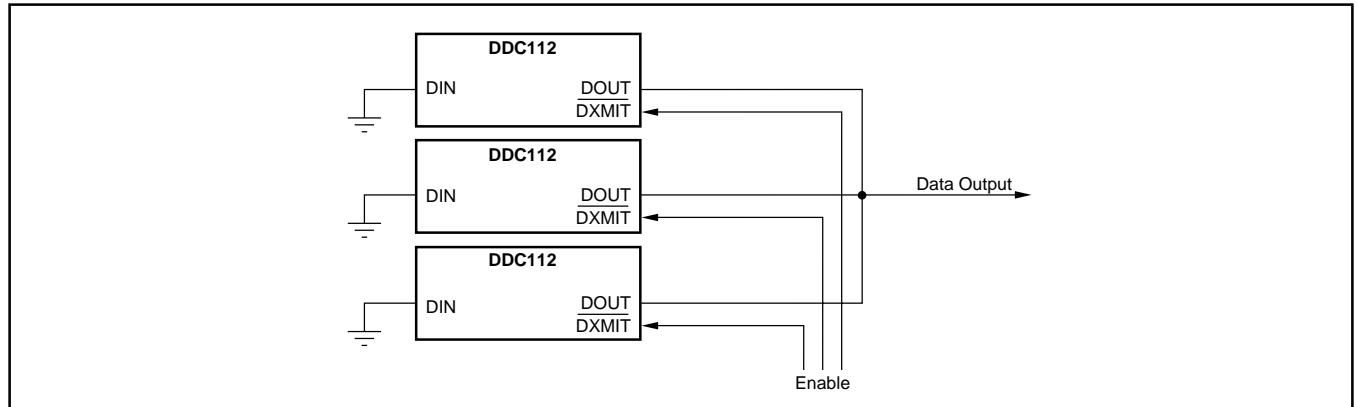 DDC112
DIN DOUT
DXMIT
DDC112
DIN DOUT
DXMIT
Data Output
DDC112
DIN DOUT
DXMIT
Enable